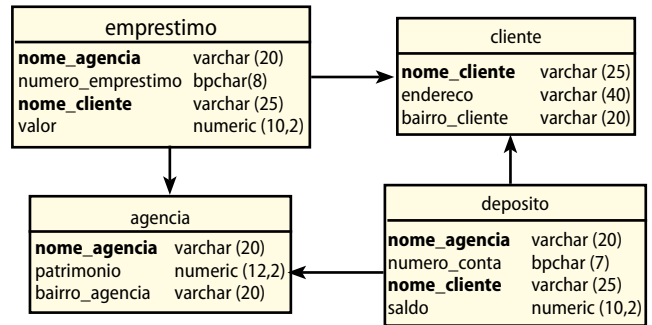 emprestimo
nome_agencia varchar (20)
numero_emprestimo bpchar(8)
nome_cliente varchar (25)
valor numeric (10,2)
cliente
nome_cliente varchar (25)
endereco varchar (40)
bairro_cliente varchar (20)
agencia
nome_agencia varchar (20)
patrimonio numeric (12,2)
bairro_agencia varchar (20)
deposito
nome_agencia varchar (20)
numero_conta bpchar (7)
nome_cliente varchar (25)
saldo numeric (10,2)